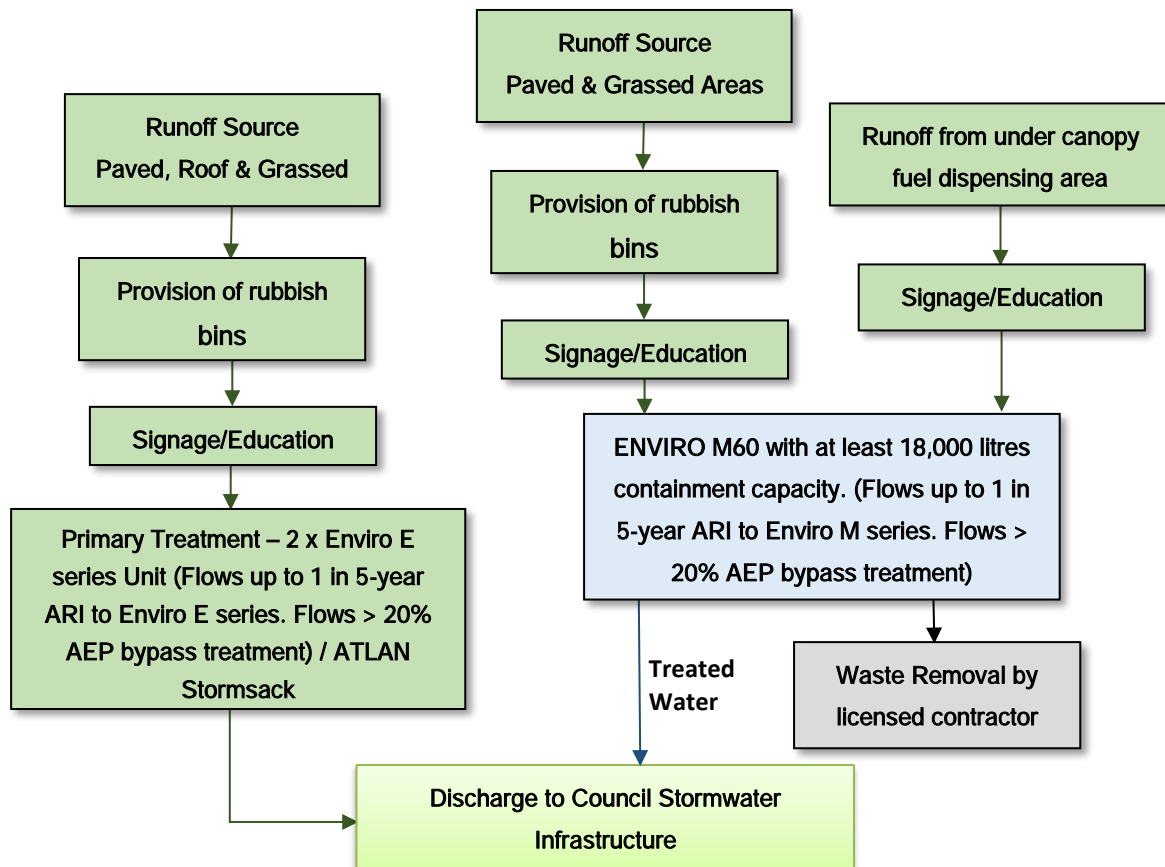 Runoff Source
Paved & Grassed Areas
Runoff Source
Paved, Roof & Grassed
Runoff from under canopy
fuel dispensing area
Provision of rubbish
bins
Provision of rubbish
bins
Signage/Education
Signage/Education
Signage/Education
ENVIRO M60 with at least 18,000 litres
containment capacity. (Flows up to 1 in
5-year ARI to Enviro M series. Flows >
20% AEP bypass treatment)
Primary Treatment – 2 x Enviro E
series Unit (Flows up to 1 in 5-year
ARI to Enviro E series. Flows > 20%
AEP bypass treatment) / ATLAN
Stormsack
Treated
Water
Waste Removal by
licensed contractor
Discharge to Council Stormwater
Infrastructure